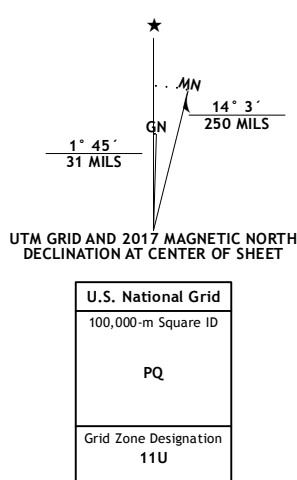 ★
MN
14° 3´
250 MILS
GN
1° 45´
31 MILS
UTM GRID AND 2017 MAGNETIC NORTH
DECLINATION AT CENTER OF SHEET
U.S. National Grid
100,000-m Square ID
PQ
Grid Zone Designation
11U